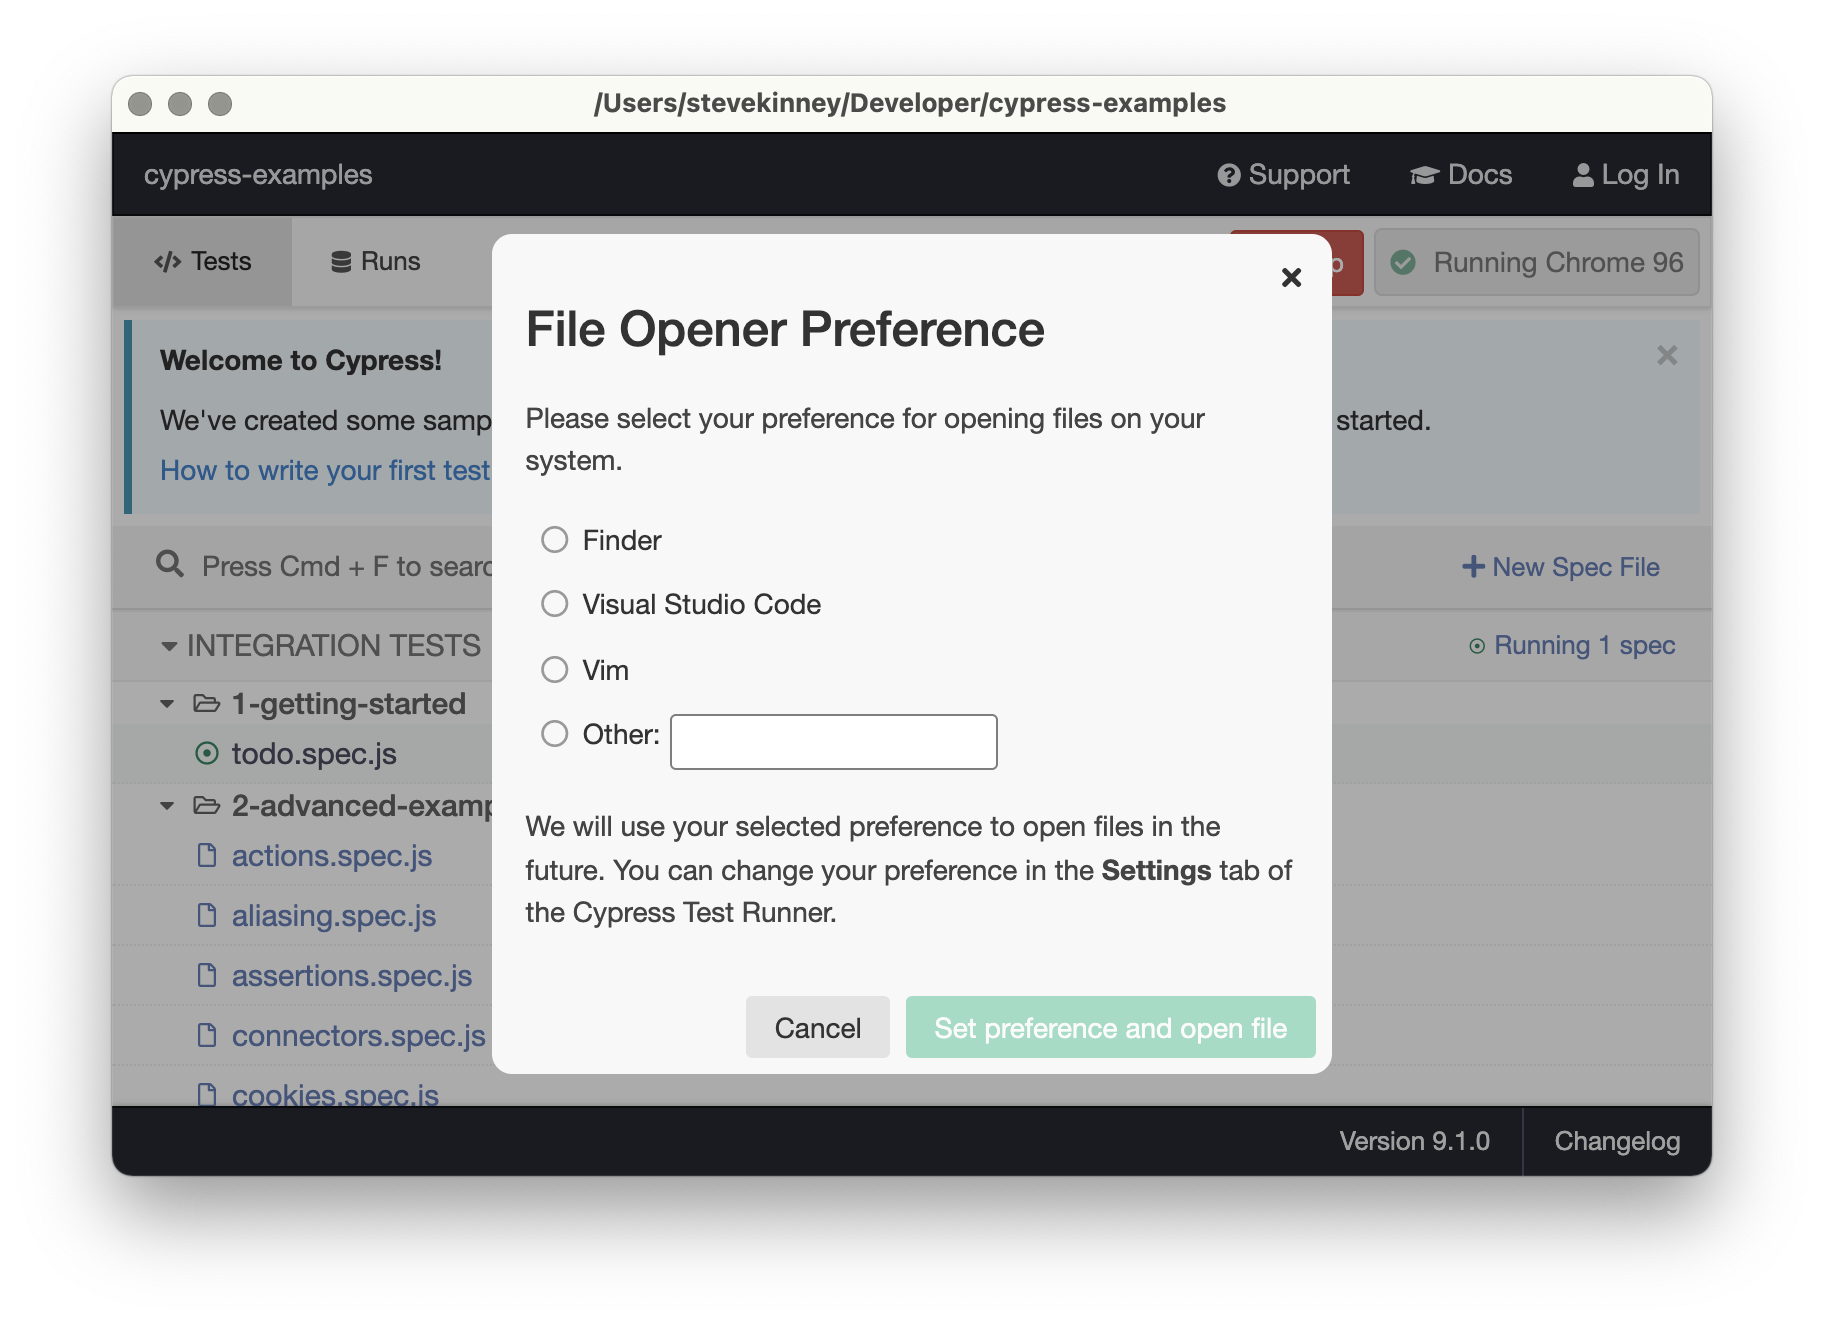 /Users/stevekinney/Developer/cypress-examples
cypress-examples
Support
Docs
Log In
Tests
Runs
Running Chrome 96
Welcome to Cypress!
We've created some
started.
How to write your first test
Press Cmd + F to
New Spec File
INTEGRATION TESTS
Running 1 spec
1-getting-started
todo.spec.js
actions.spec.js
aliasing.spec.js
assertions.spec.js
connectors.spec.js
cookies.spec.js
File Opener Preference
Please select your preference for opening files on your
system.
Finder
Visual Studio Code
Vim
Other:
We will use your selected preference to open files in the
future. You can change your preference in the Settings tab of
the Cypress Test Runner.
Cancel
Set preference and open file
Version 9.1.0
Changelog